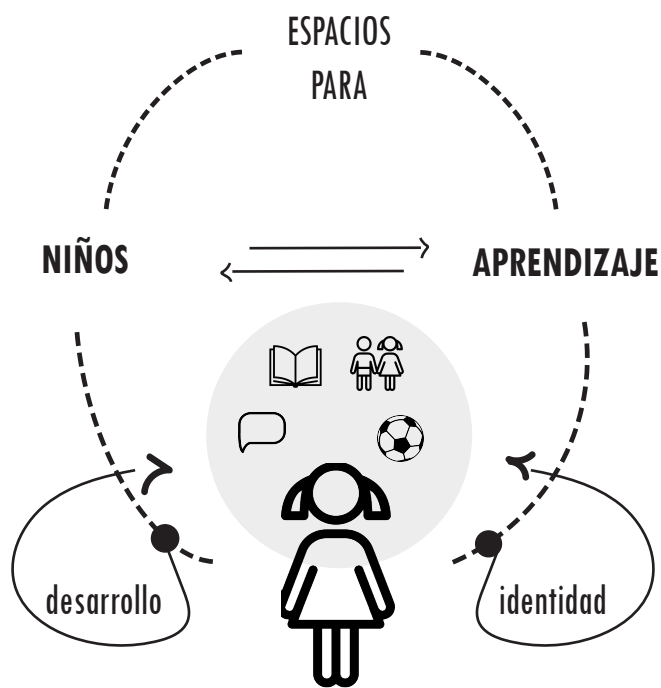 ESPACIOS
PARA
NIÑOS
APRENDIZAJE
desarrollo
identidad